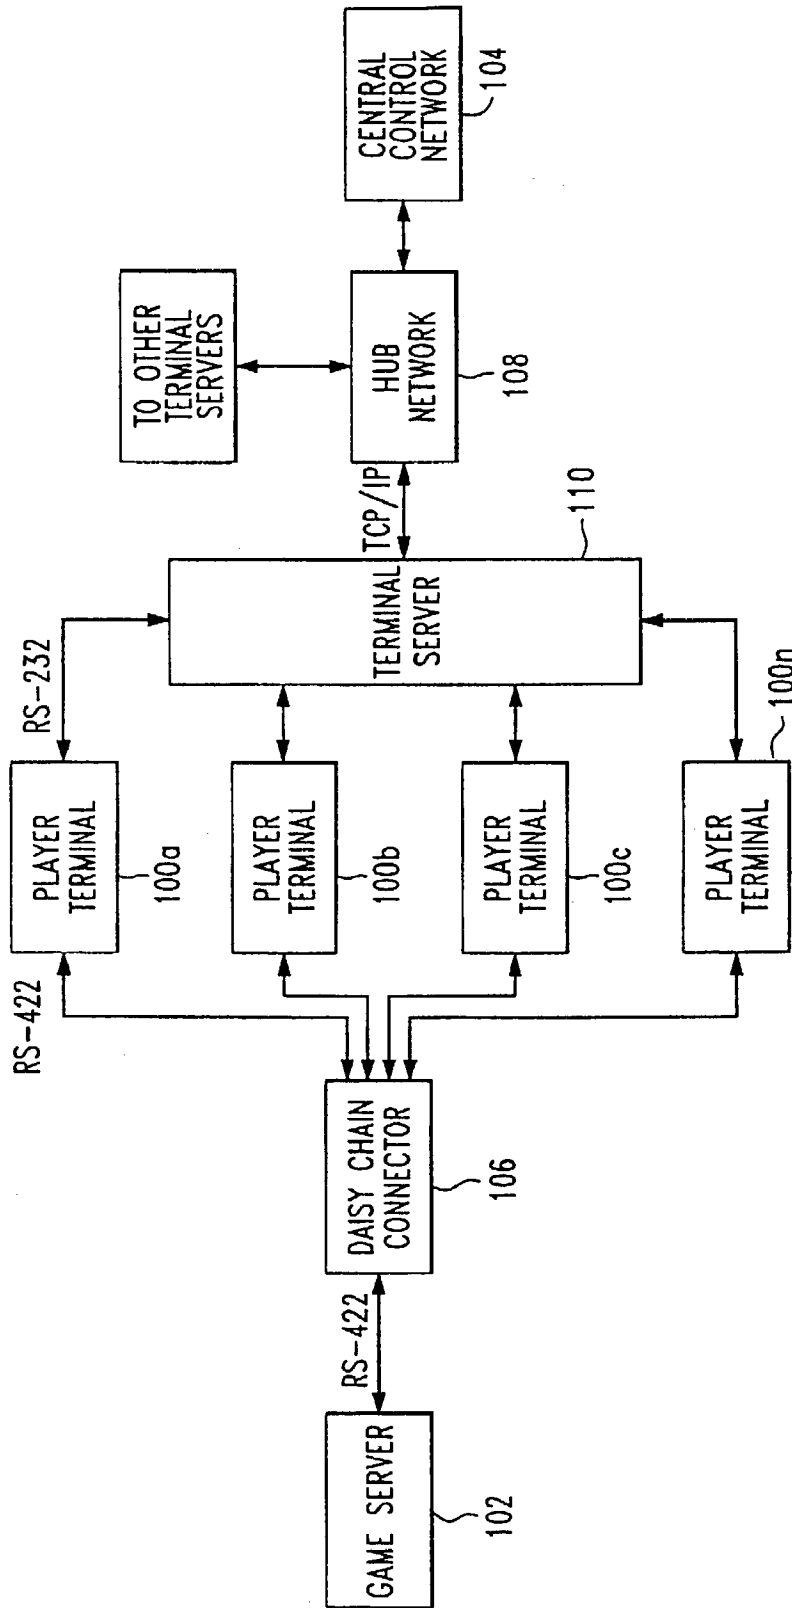 GAME SERVER
102
RS-422
DAISY CHAIN
CONNECTOR
106
RS-422
PLAYER
TERMINAL
100a
PLAYER
TERMINAL
100b
PLAYER
TERMINAL
100c
PLAYER
TERMINAL
100n
RS-232
TERMINAL
SERVER
110
TCP/IP
HUB
NETWORK
108
TO OTHER
TERMINAL
SERVERS
CENTRAL
CONTROL
NETWORK
104